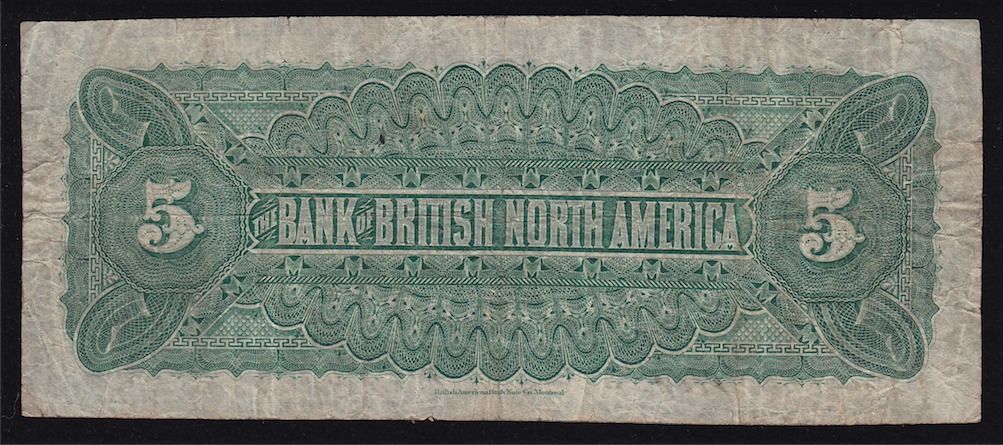 5
THE BANK OF BRITISH NORTH AMERICA
5
British American Bank Note Co. Montreal